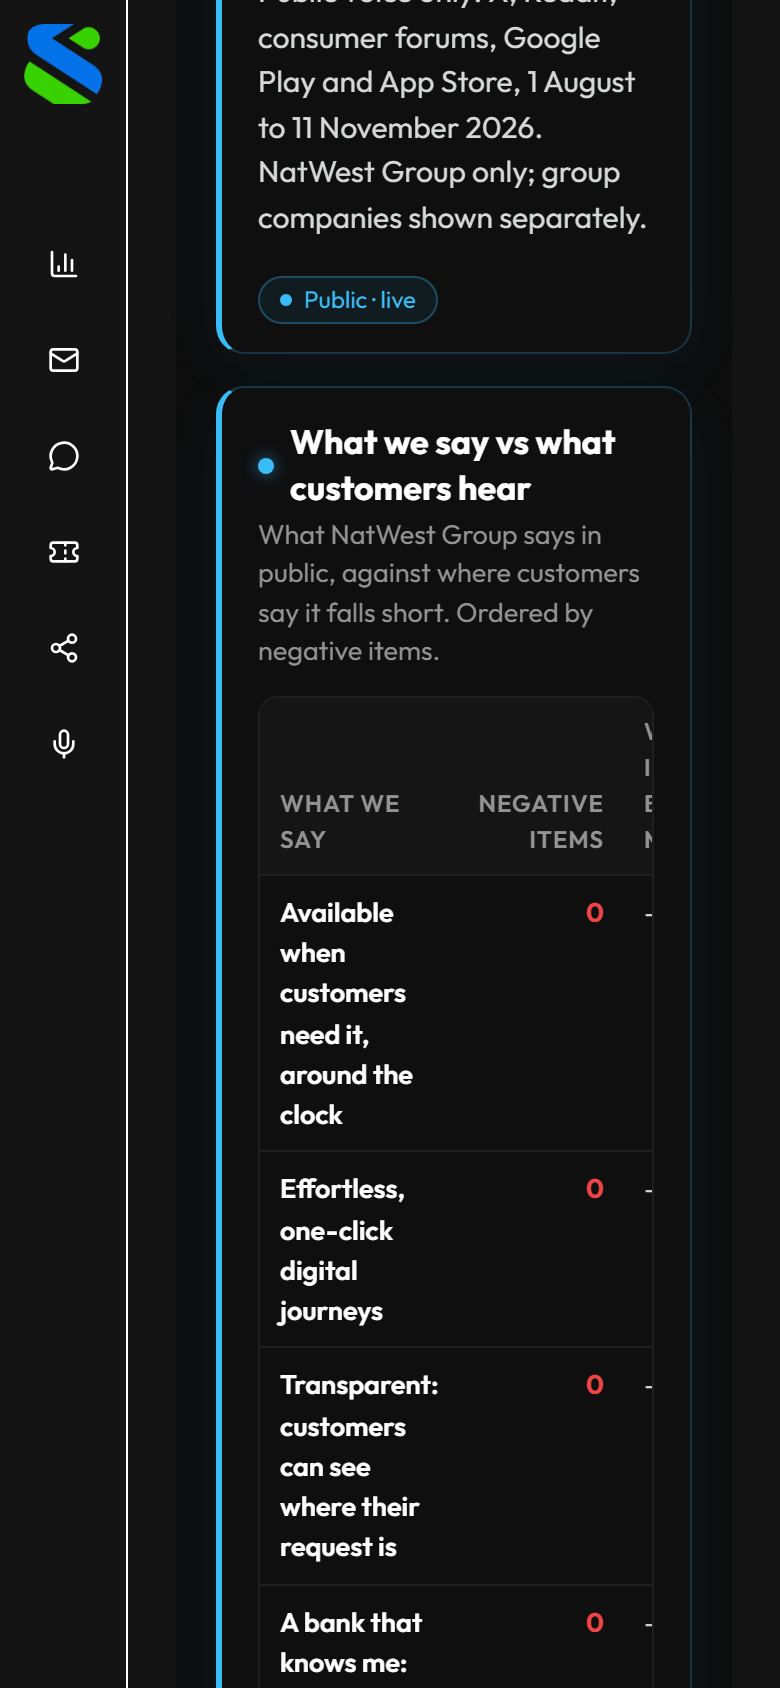 consumer forums, Google
Play and App Store, 1 August
to 11 November 2026.
NatWest Group only; group
companies shown separately.
Public · live
What we say vs what
customers hear
What NatWest Group says in
public, against where customers
say it falls short. Ordered by
negative items.
WHAT WE
SAY
NEGATIVE
ITEMS
Available
when
customers
need it,
around the
clock
0
Effortless,
one-click
digital
journeys
0
Transparent:
customers
can see
where their
request is
0
A bank that
knows me:
0